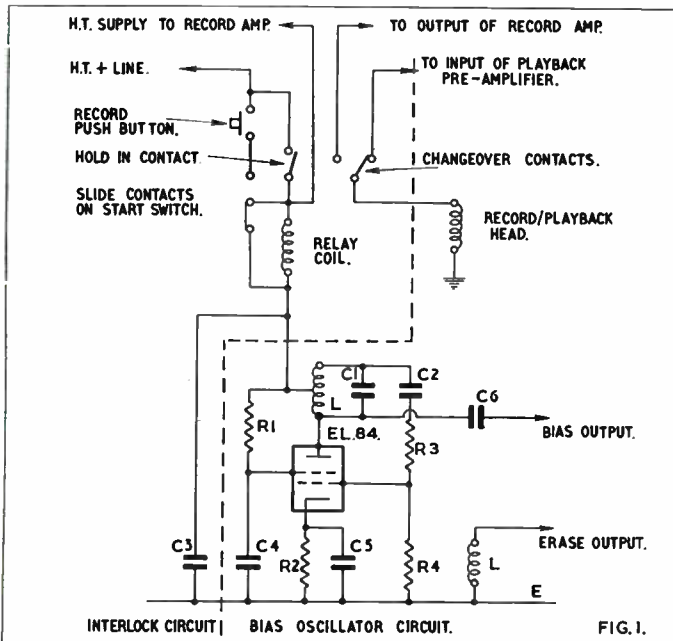 H.T. SUPPLY TO RECORD AMP.
TO OUTPUT OF RECORD AMP.
H.T. + LINE.
TO INPUT OF PLAYBACK
PRE-AMPLIFIER.
RECORD
PUSH BUTTON.
HOLD IN CONTACT
CHANGEOVER CONTACTS.
SLIDE CONTACTS
ON START SWITCH.
RELAY
COIL.
RECORD/PLAYBACK
HEAD.
C1
C2
C6
L
R1
EL.84.
R3
BIAS OUTPUT.
C3
C4
R2
C5
R4
L
ERASE OUTPUT.
E
INTERLOCK CIRCUIT
BIAS OSCILLATOR CIRCUIT.
FIG.1.